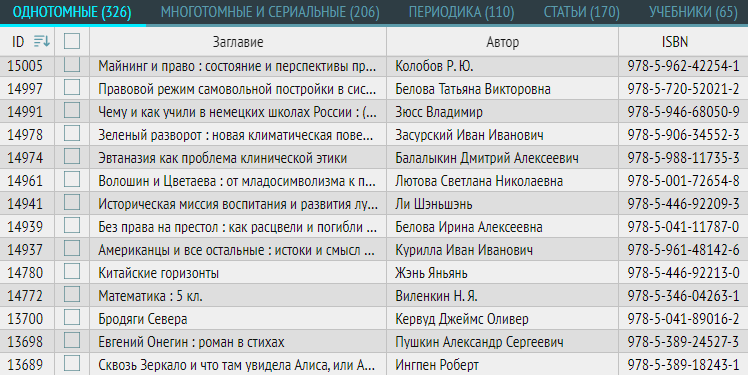 ОДНОТОМНЫЕ (326) МНОГОТОМНЫЕ И СЕРИАЛЬНЫЕ (206) ПЕРИОДИКА (110) СТАТЬИ (170) УЧЕБНИКИ (65)
ID Заглавие Автор ISBN
15005 Майнинг и право : состояние и перспективы пр... Колобов Р. Ю. 978-5-962-42254-1
14997 Правовой режим самовольной постройки в сис... Белова Татьяна Викторовна 978-5-720-52021-2
14991 Чему и как учили в немецких школах России : (... Зюсс Владимир 978-5-946-68050-9
14978 Зеленый разворот : новая климатическая пове... Засурский Иван Иванович 978-5-906-34552-3
14974 Эвтаназия как проблема клинической этики Балалыкин Дмитрий Алексеевич 978-5-988-11735-3
14961 Волошин и Цветаева : от младосимволизма к п... Лютова Светлана Николаевна 978-5-001-72654-8
14941 Историческая миссия воспитания и развития лу... Ли Шэньшэнь 978-5-446-92209-3
14939 Без права на престол : как расцвели и погибли ... Белова Ирина Алексеевна 978-5-041-11787-0
14937 Американцы и все остальные : истоки и смысл ... Курилла Иван Иванович 978-5-961-48142-6
14780 Китайские горизонты Жэнь Яньянь 978-5-446-92213-0
14772 Математика : 5 кл. Виленкин Н. Я. 978-5-346-04263-1
13700 Бродяги Севера Кервуд Джеймс Оливер 978-5-041-89016-2
13698 Евгений Онегин : роман в стихах Пушкин Александр Сергеевич 978-5-389-24527-3
13689 Сквозь Зеркало и что там увидела Алиса, или А... Ингпен Роберт 978-5-389-18243-1